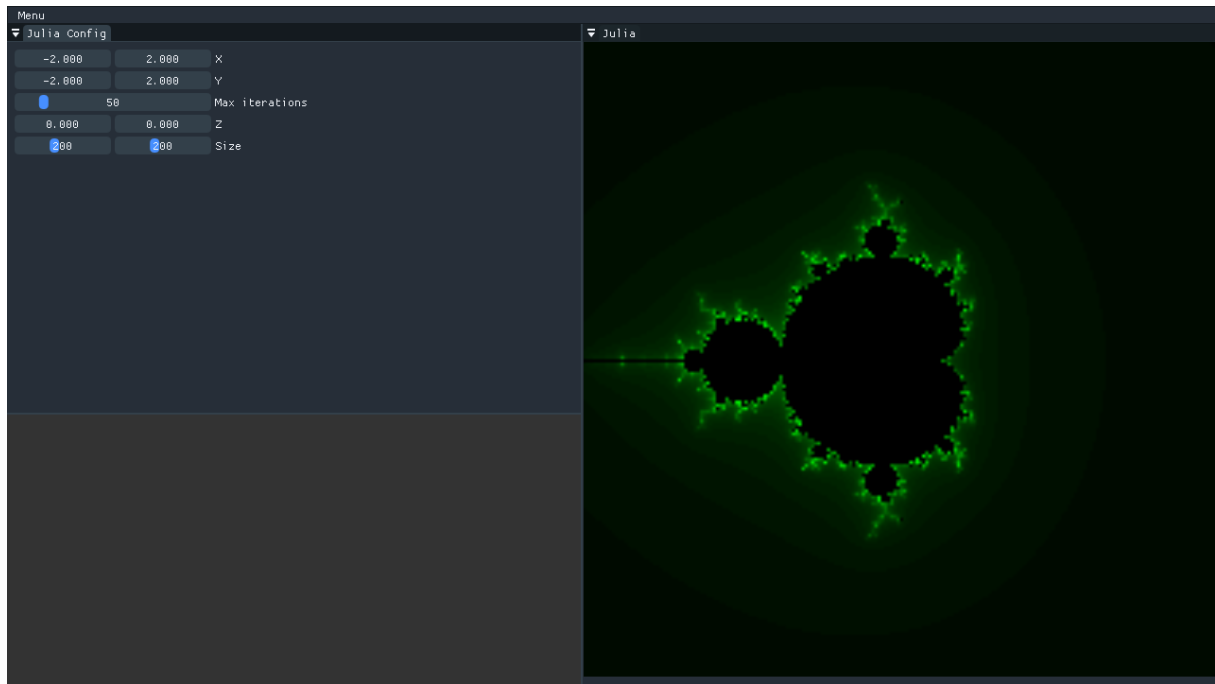 Menu
Julia Config
-2.000 2.000 X
-2.000 2.000 Y
50 Max iterations
0.000 0.000 Z
200 200 Size
Julia